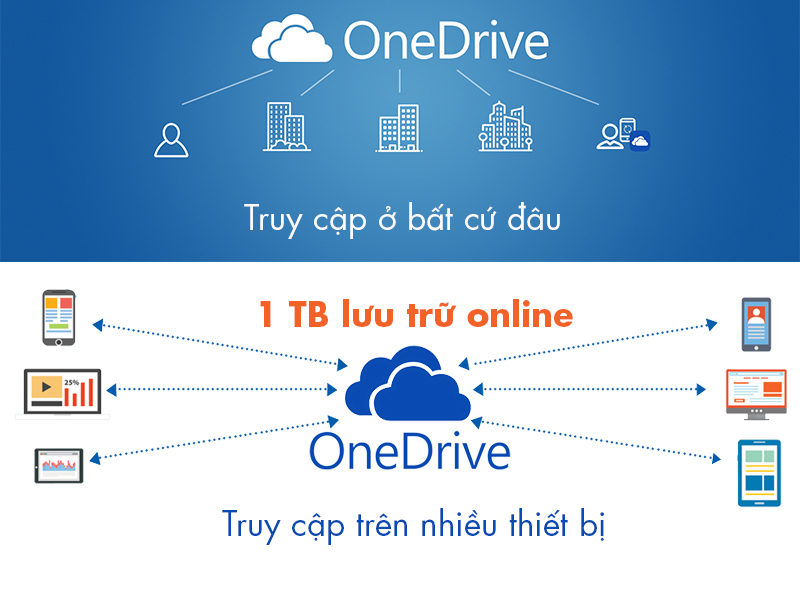 OneDrive
Truy cập ở bất cứ đâu
1 TB lưu trữ online
25%
OneDrive
Truy cập trên nhiều thiết bị